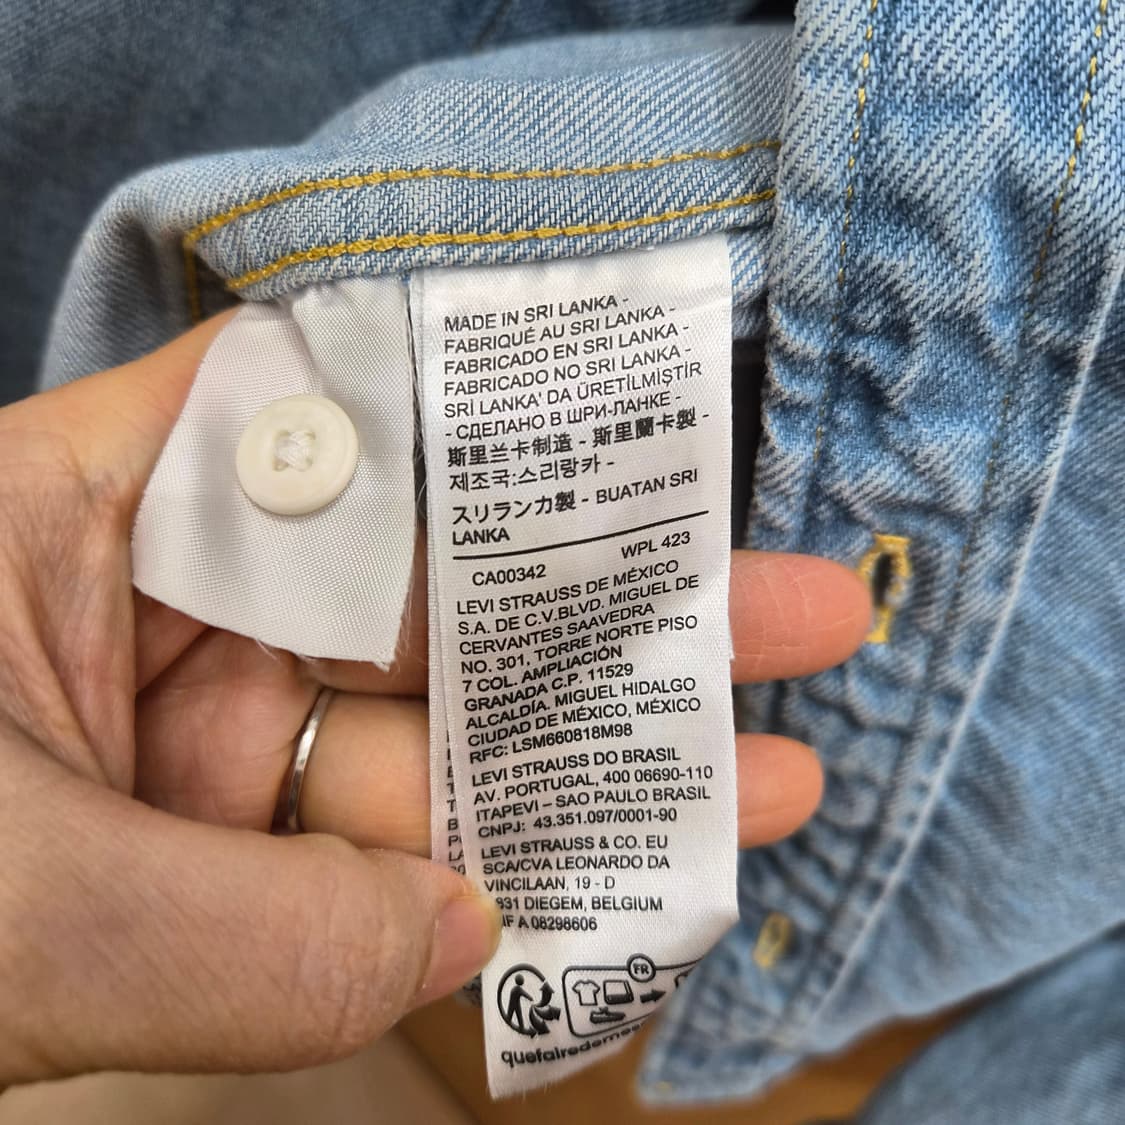 MADE IN SRI LANKA -
FABRIQUÉ AU SRI LANKA -
FABRICADO EN SRI LANKA -
FABRICADO NO SRI LANKA -
SRİ LANKA' DA ÜRETİLMİŞTİR
- СДЕЛАНО В ШРИ-ЛАНКЕ -
斯里兰卡制造 - 斯里蘭卡製 -
제조국:스리랑카 -
スリランカ製 - BUATAN SRI
LANKA
CA00342 WPL 423
LEVI STRAUSS DE MÉXICO
S.A. DE C.V.BLVD. MIGUEL DE
CERVANTES SAAVEDRA
NO. 301, TORRE NORTE PISO
7 COL. AMPLIACIÓN
GRANADA C.P. 11529
ALCALDÍA. MIGUEL HIDALGO
CIUDAD DE MÉXICO, MÉXICO
RFC: LSM660818M98
LEVI STRAUSS DO BRASIL
AV. PORTUGAL, 400 06690-110
ITAPEVI – SAO PAULO BRASIL
CNPJ: 43.351.097/0001-90
LEVI STRAUSS & CO. EU
SCA/CVA LEONARDO DA
VINCILAAN, 19 - D
931 DIEGEM, BELGIUM
A 08298606
FR